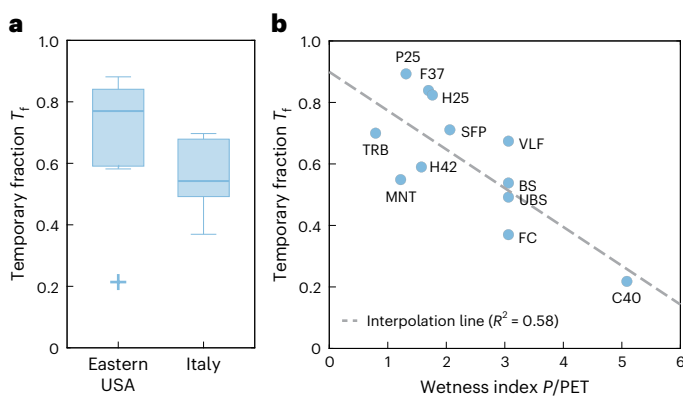 a
Temporary fraction Tf
1.0
0.8
0.6
0.4
0.2
0
Eastern
USA
Italy
b
Temporary fraction Tf
1.0
0.8
0.6
0.4
0.2
0
P25
F37
H25
SFP
TRB
VLF
H42
MNT
BS
UBS
FC
C40
Interpolation line (R² = 0.58)
0 1 2 3 4 5 6
Wetness index P/PET